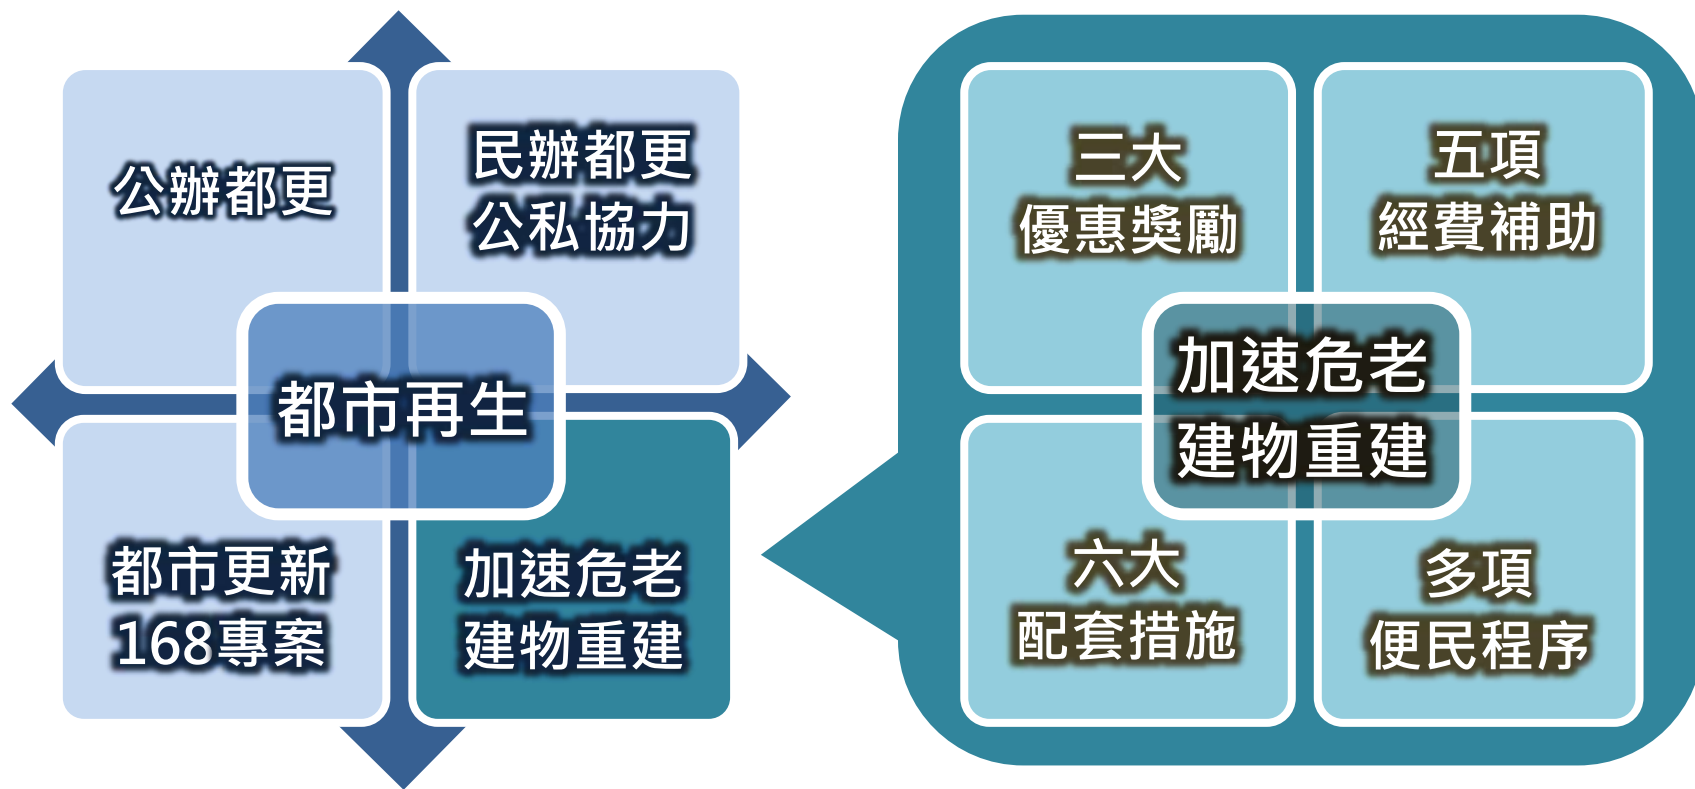 公辦都更
民辦都更
公私協力
都市再生
都市更新
168專案
加速危老
建物重建
三大
優惠獎勵
五項
經費補助
加速危老
建物重建
六大
配套措施
多項
便民程序